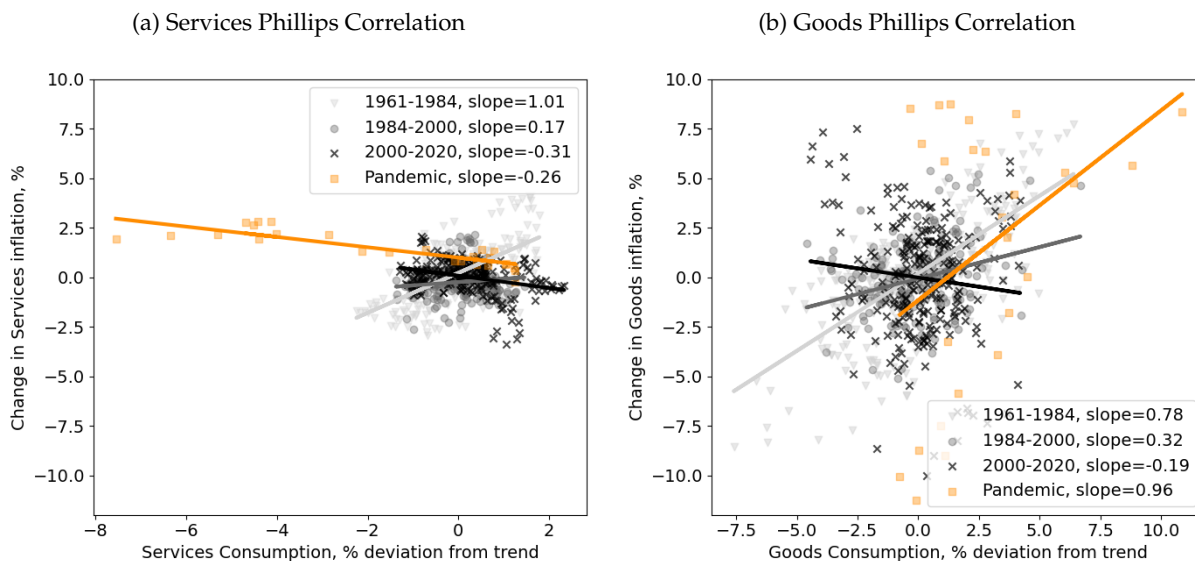 (a) Services Phillips Correlation
(b) Goods Phillips Correlation
10.0
7.5
5.0
2.5
0.0
−2.5
−5.0
−7.5
−10.0
Change in Services inflation, %
1961-1984, slope=1.01
1984-2000, slope=0.17
2000-2020, slope=-0.31
Pandemic, slope=-0.26
−8
−6
−4
−2
0
2
Services Consumption, % deviation from trend
10.0
7.5
5.0
2.5
0.0
−2.5
−5.0
−7.5
−10.0
Change in Goods inflation, %
1961-1984, slope=0.78
1984-2000, slope=0.32
2000-2020, slope=-0.19
Pandemic, slope=0.96
−7.5
−5.0
−2.5
0.0
2.5
5.0
7.5
10.0
Goods Consumption, % deviation from trend